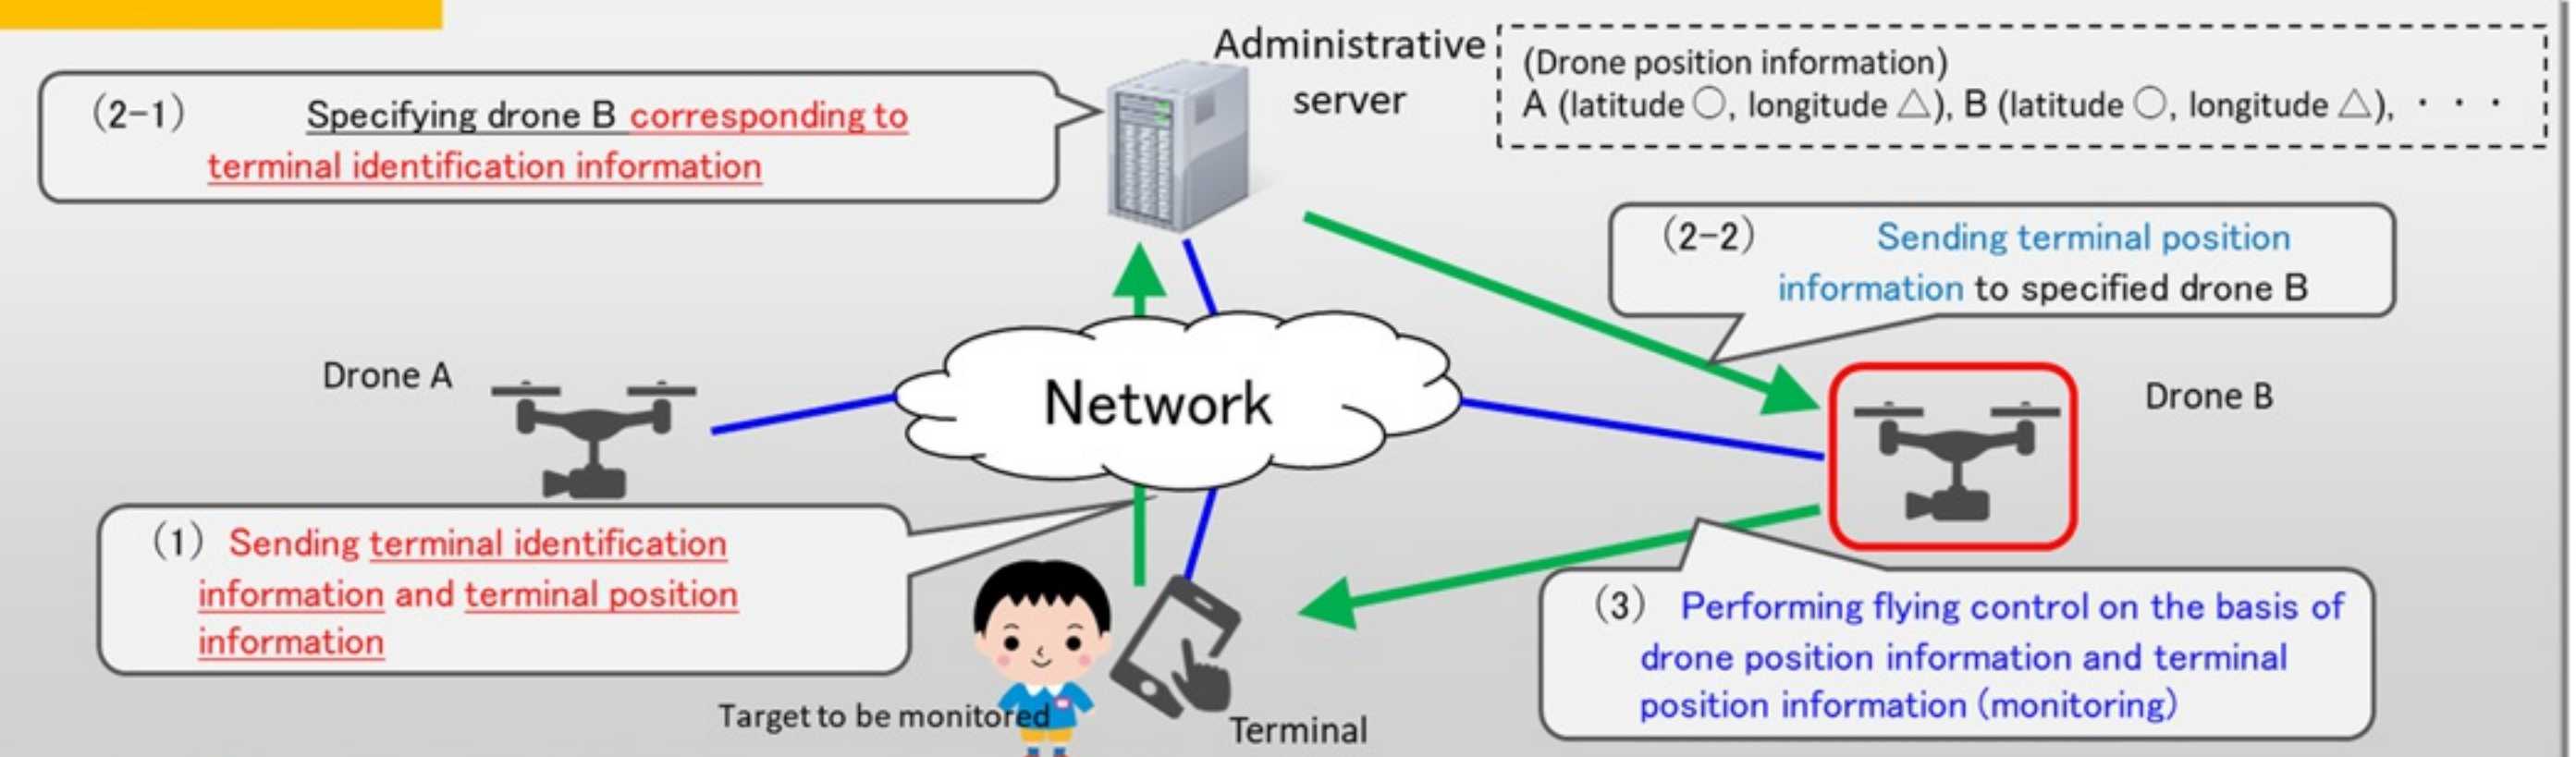 Administrative
server
(Drone position information)
A (latitude ○, longitude △), B (latitude ○, longitude △), ・・・
(2-1) Specifying drone B corresponding to
terminal identification information
(2-2) Sending terminal position
information to specified drone B
Drone A
Network
Drone B
(1) Sending terminal identification
information and terminal position
information
(3) Performing flying control on the basis of
drone position information and terminal
position information (monitoring)
Target to be monitored
Terminal